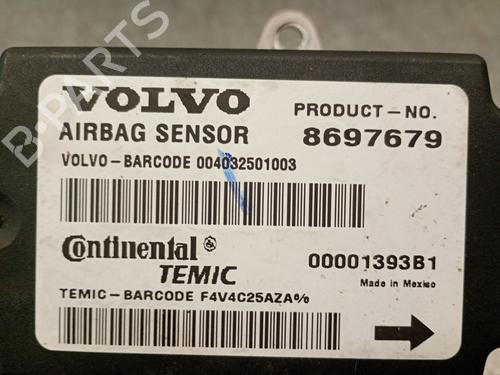 VOLVO
PRODUCT-NO.
AIRBAG SENSOR 8697679
VOLVO-BARCODE 004032501003
Continental
TEMIC
00001393B1
Made in Mexico
TEMIC-BARCODE F4V4C25AZA%
B-PARTS